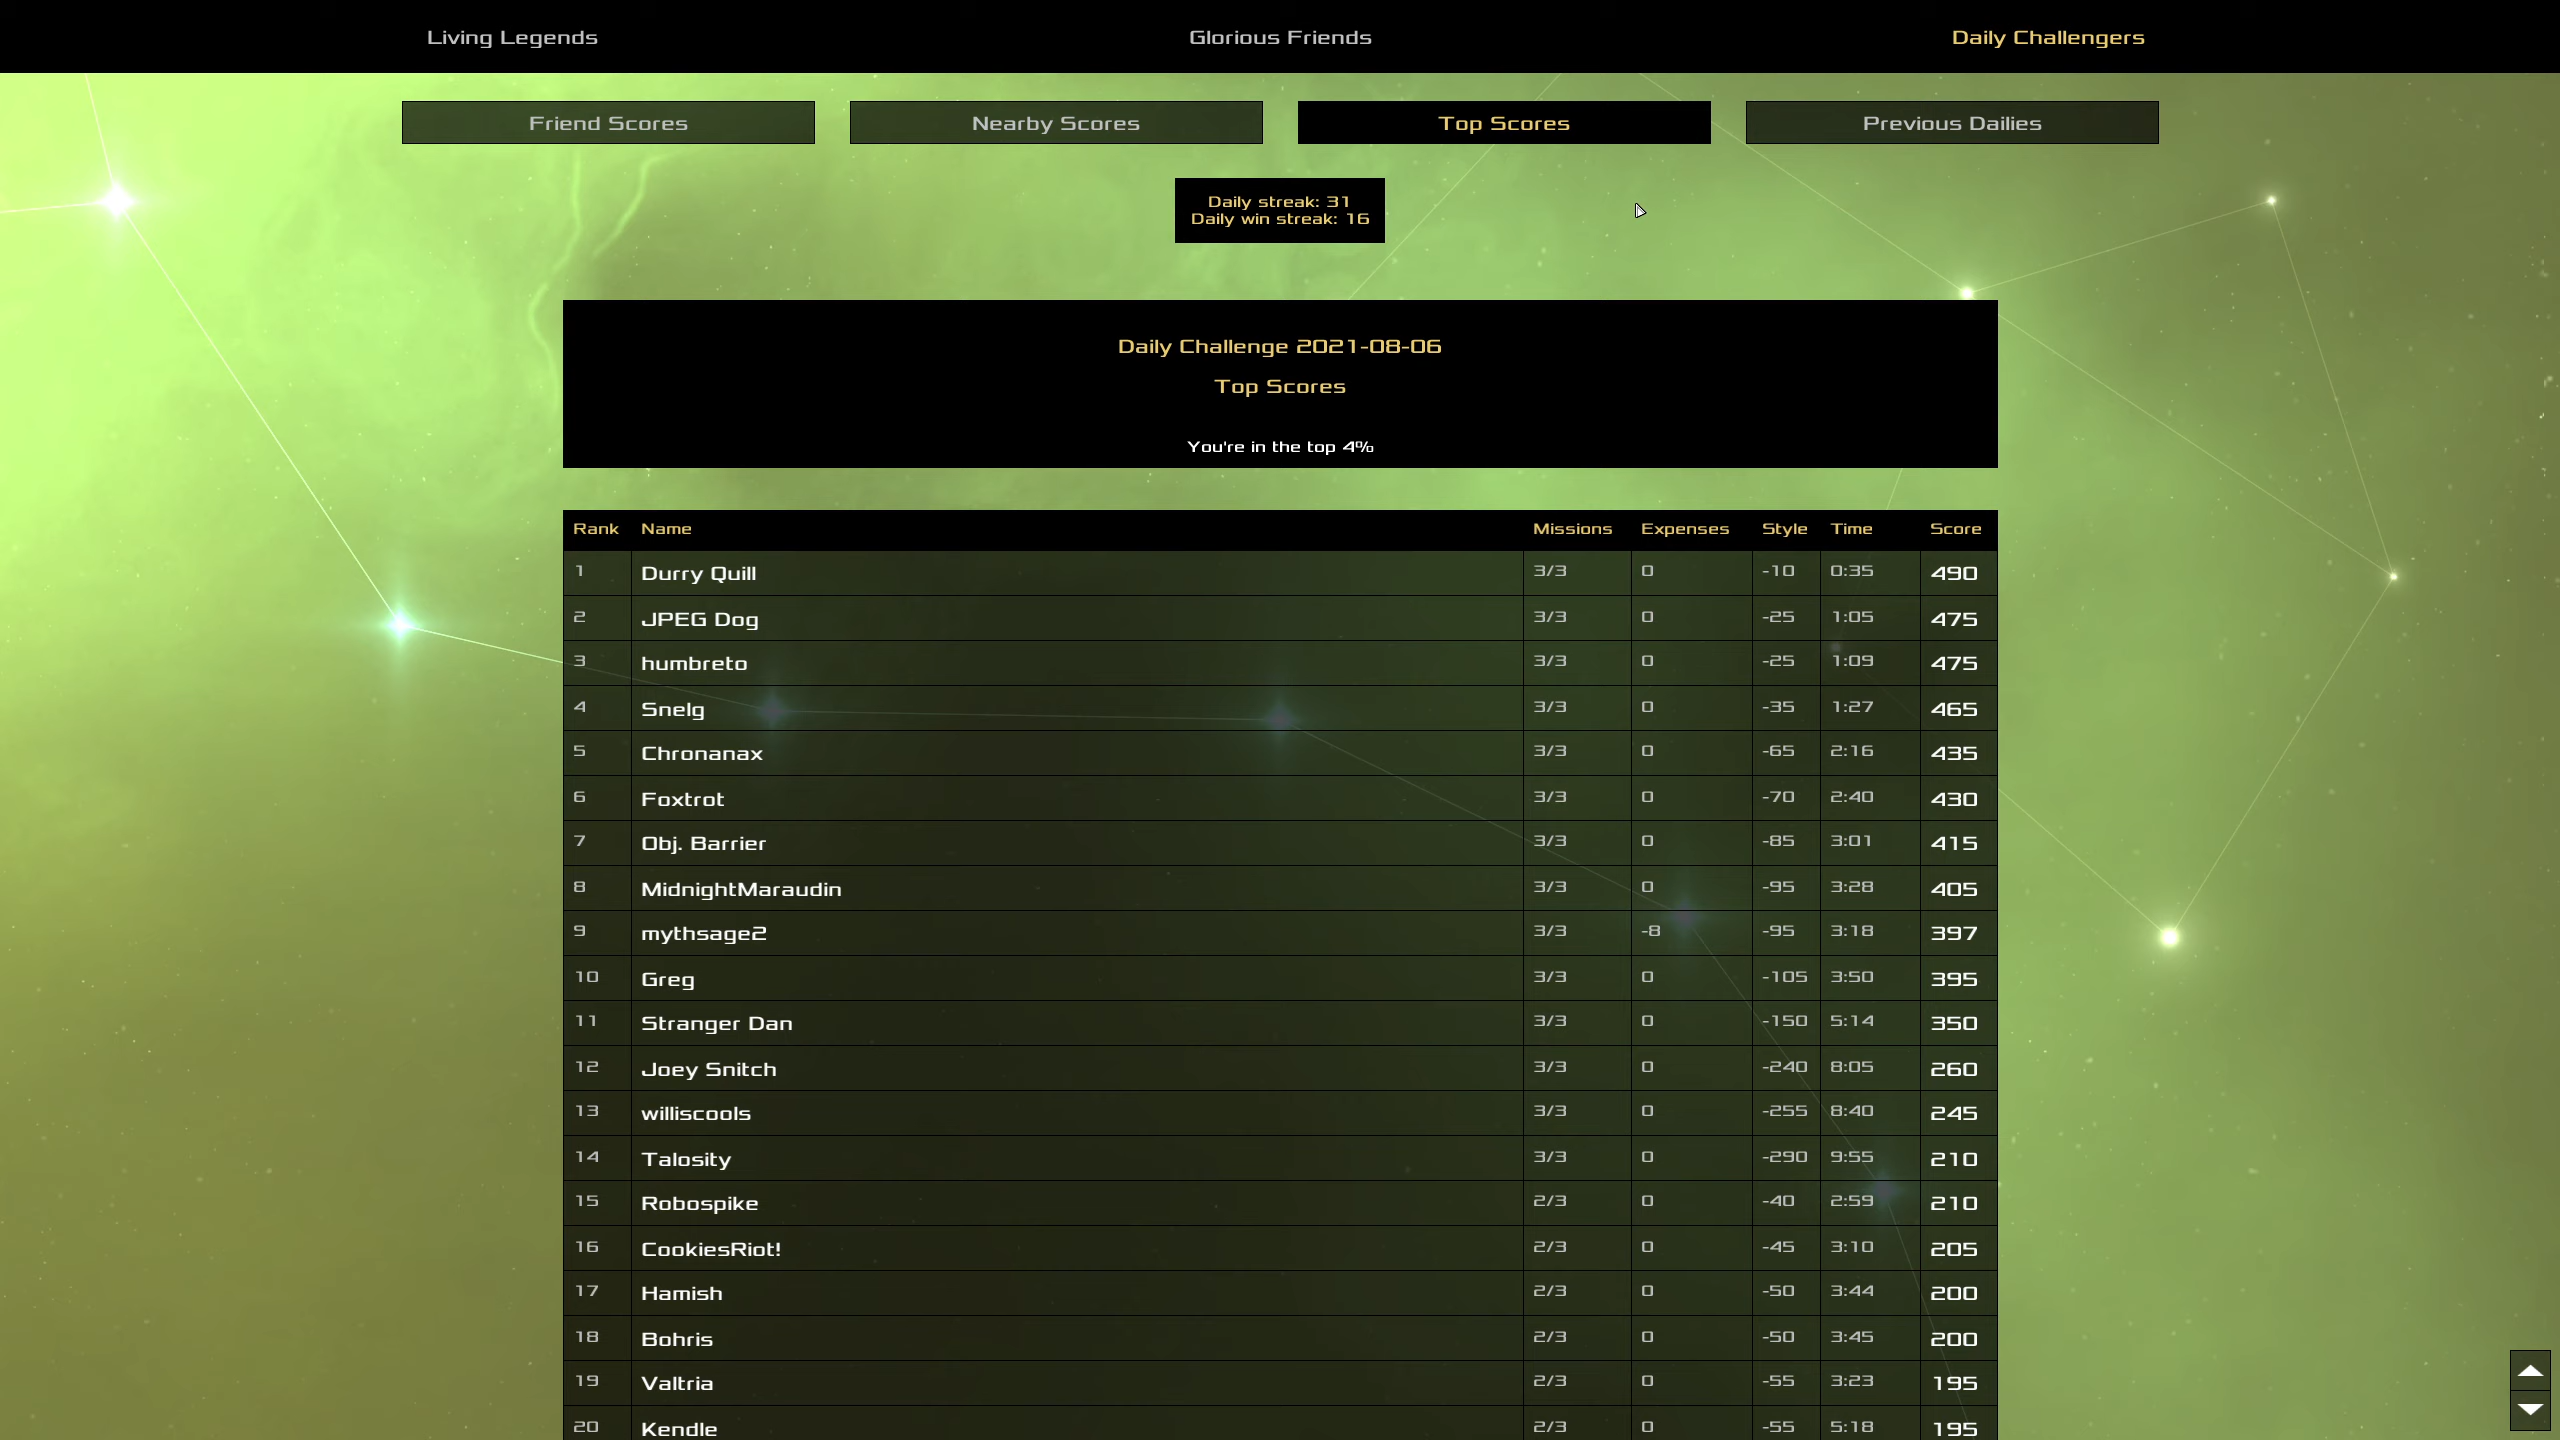 Living Legends Glorious Friends Daily Challengers
Friend Scores Nearby Scores Top Scores Previous Dailies
Daily streak: 31
Daily win streak: 16
Daily Challenge 2021-08-06
Top Scores
You're in the top 4%
Rank Name Missions Expenses Style Time Score
1 Durry Quill 3/3 0 -10 0:35 490
2 JPEG Dog 3/3 0 -25 1:05 475
3 humbreto 3/3 0 -25 1:09 475
4 Snelg 3/3 0 -35 1:27 465
5 Chronanax 3/3 0 -65 2:16 435
6 Foxtrot 3/3 0 -70 2:40 430
7 Obj. Barrier 3/3 0 -85 3:01 415
8 MidnightMaraudin 3/3 0 -95 3:28 405
9 mythsage2 3/3 -8 -95 3:18 397
10 Greg 3/3 0 -105 3:50 395
11 Stranger Dan 3/3 0 -150 5:14 350
12 Joey Snitch 3/3 0 -240 8:05 260
13 williscools 3/3 0 -255 8:40 245
14 Talosity 3/3 0 -290 9:55 210
15 Robospike 2/3 0 -40 2:59 210
16 CookiesRiot! 2/3 0 -45 3:10 205
17 Hamish 2/3 0 -50 3:44 200
18 Bohris 2/3 0 -50 3:45 200
19 Valtria 2/3 0 -55 3:23 195
20 Kendle 2/3 0 -55 5:18 195